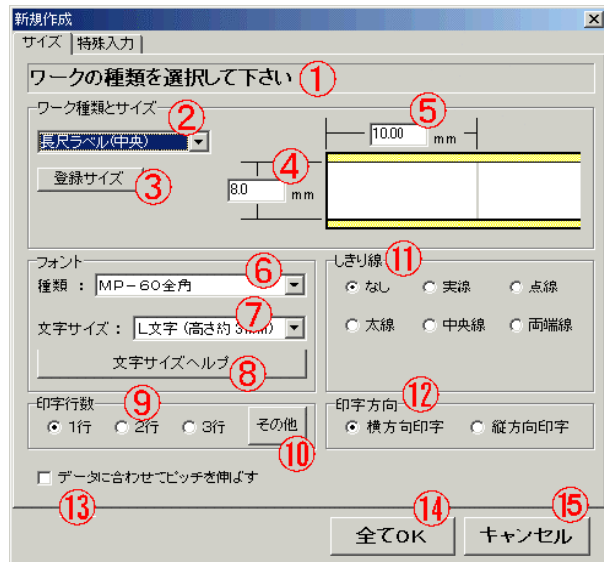 新規作成
サイズ 特殊入力
ワークの種類を選択して下さい ①
ワーク種類とサイズ
② ⑤
長尺ラベル(中央) 10.00 mm
登録サイズ ③ ④
8.0 mm
フォント
種類 : MP-60全角 ⑥
文字サイズ : L文字 (高さ約 3mm) ⑦
文字サイズヘルプ ⑧
しきり線 ⑪
なし 実線 点線
太線 中央線 両端線
印字行数 ⑨
1行 2行 3行 その他 ⑩
印字方向 ⑫
横方向印字 縦方向印字
データに合わせてピッチを伸ばす
⑬ ⑭ ⑮
全てOK キャンセル